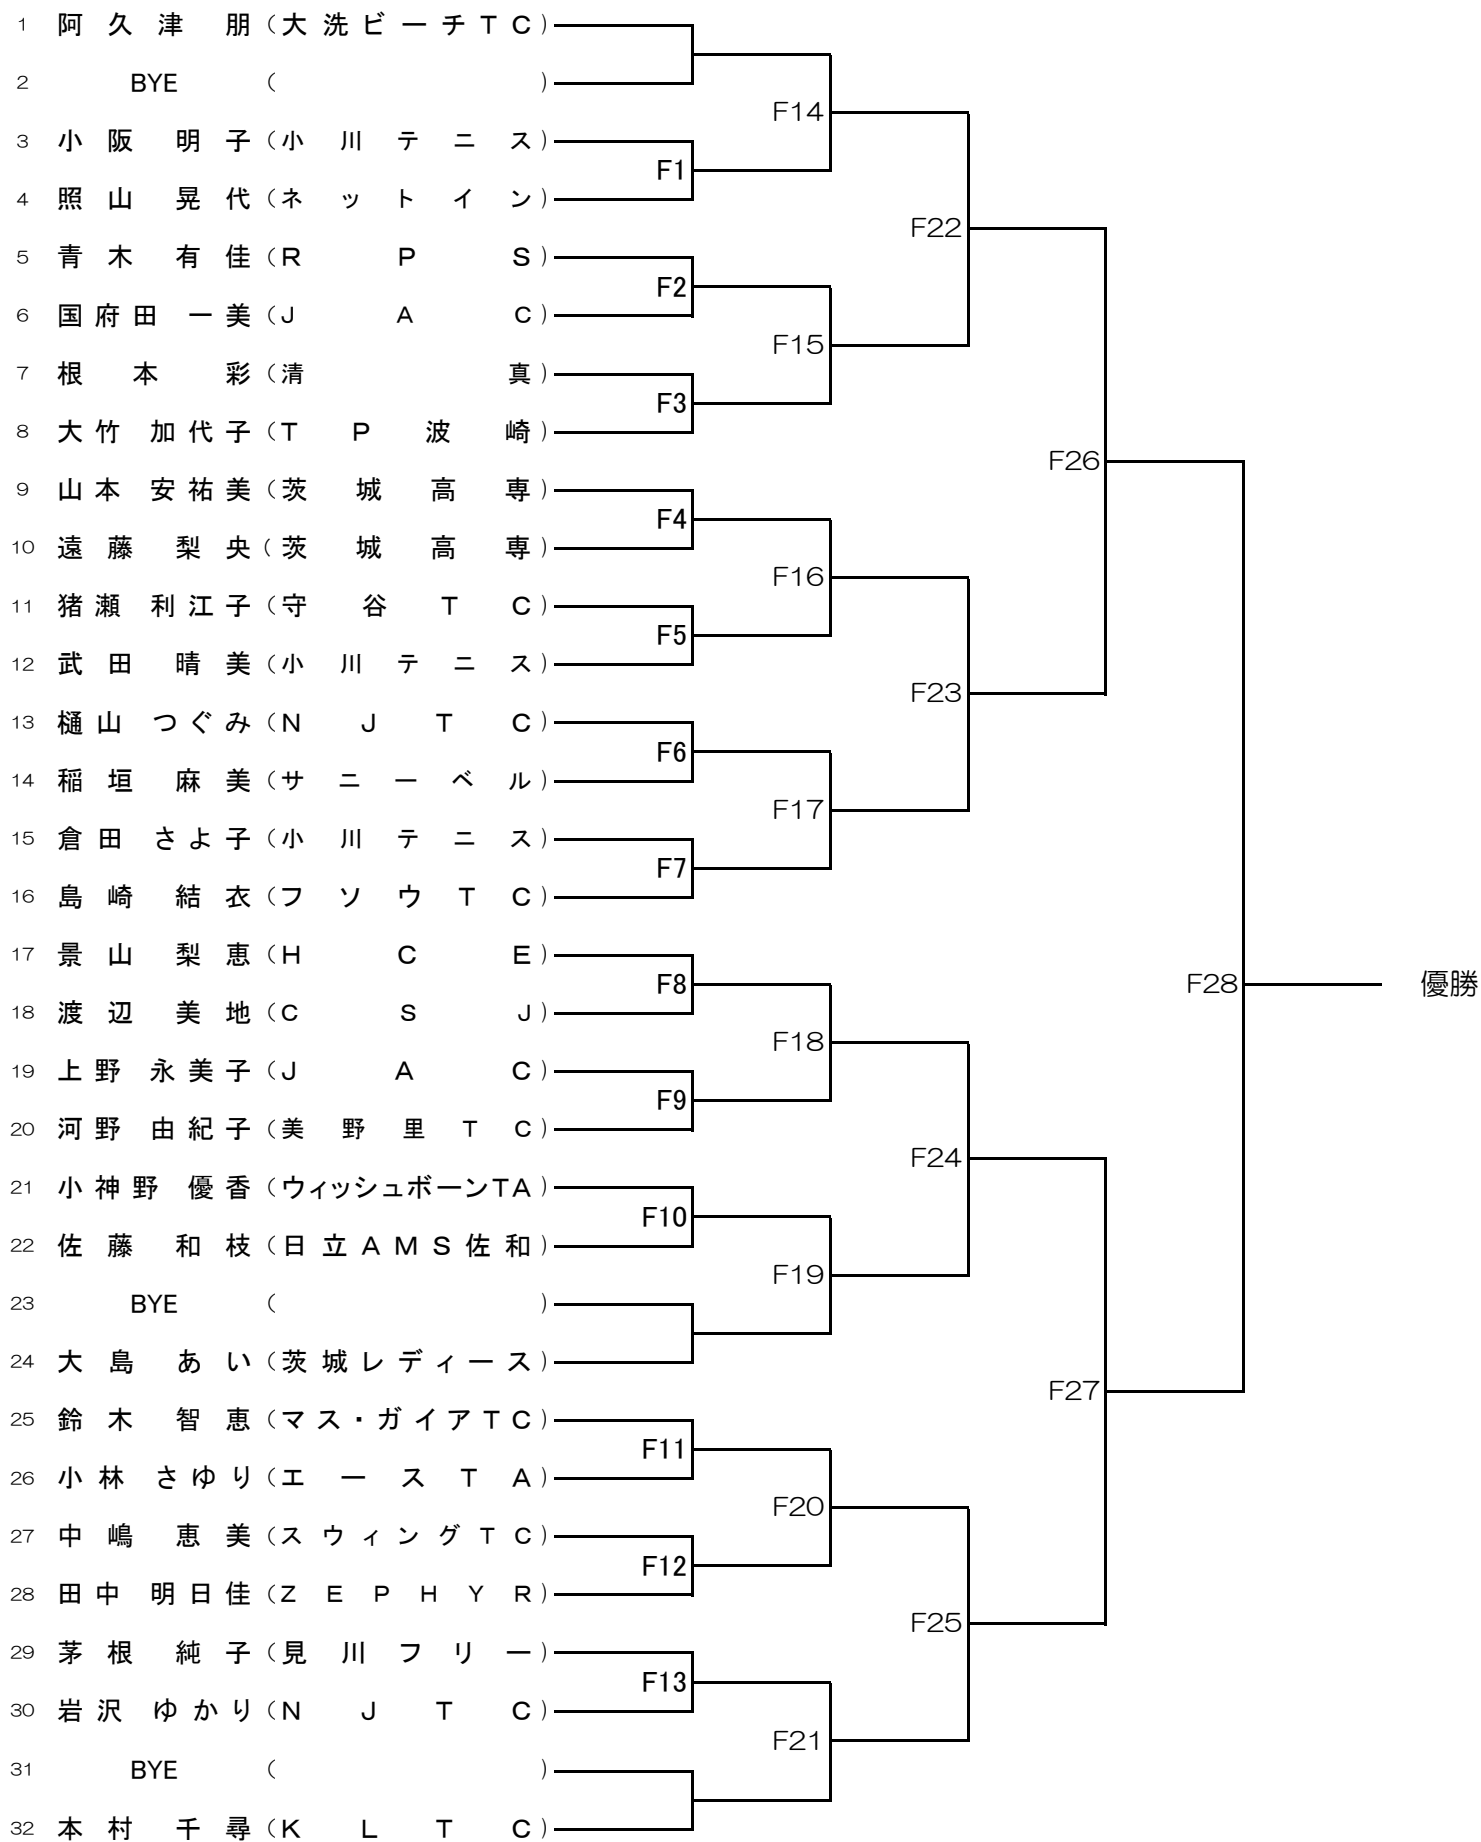 1 阿久津 朋 (大洗ビーチTC)
2 BYE ( )
F14
3 小阪 明子 (小川テニス)
F1
4 照山 晃代 (ネットイン)
F22
5 青木 有佳 (RPS)
F2
6 国府田 一美 (JAC)
F15
7 根本 彩 (清真)
F3
8 大竹 加代子 (TP波崎)
F26
9 山本 安祐美 (茨城高専)
F4
10 遠藤 梨央 (茨城高専)
F16
11 猪瀬 利江子 (守谷TC)
F5
12 武田 晴美 (小川テニス)
F23
13 樋山 つぐみ (NJTC)
F6
14 稲垣 麻美 (サニーベル)
F17
15 倉田 さよ子 (小川テニス)
F7
16 島崎 結衣 (フソウTC)
17 景山 梨恵 (HCE)
F8 F28 優勝
18 渡辺 美地 (CSJ)
F18
19 上野 永美子 (JAC)
F9
20 河野 由紀子 (美野里TC)
F24
21 小神野 優香 (ウィッシュボーンTA)
F10
22 佐藤 和枝 (日立AMS佐和)
F19
23 BYE ( )
24 大島 あい (茨城レディース)
F27
25 鈴木 智恵 (マス・ガイアTC)
F11
26 小林 さゆり (エースTA)
F20
27 中嶋 恵美 (スウィングTC)
F12
28 田中 明日佳 (ZEPHYR)
F25
29 茅根 純子 (見川フリー)
F13
30 岩沢 ゆかり (NJTC)
F21
31 BYE ( )
32 本村 千尋 (KLTC)